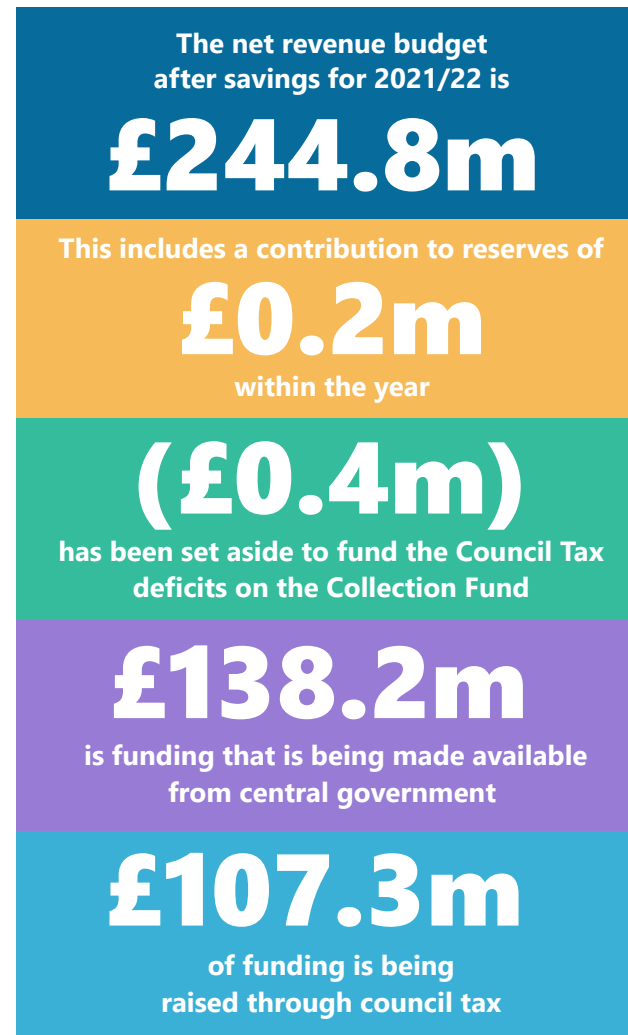 The net revenue budget
after savings for 2021/22 is
£244.8m
This includes a contribution to reserves of
£0.2m
within the year
(£0.4m)
has been set aside to fund the Council Tax
deficits on the Collection Fund
£138.2m
is funding that is being made available
from central government
£107.3m
of funding is being
raised through council tax